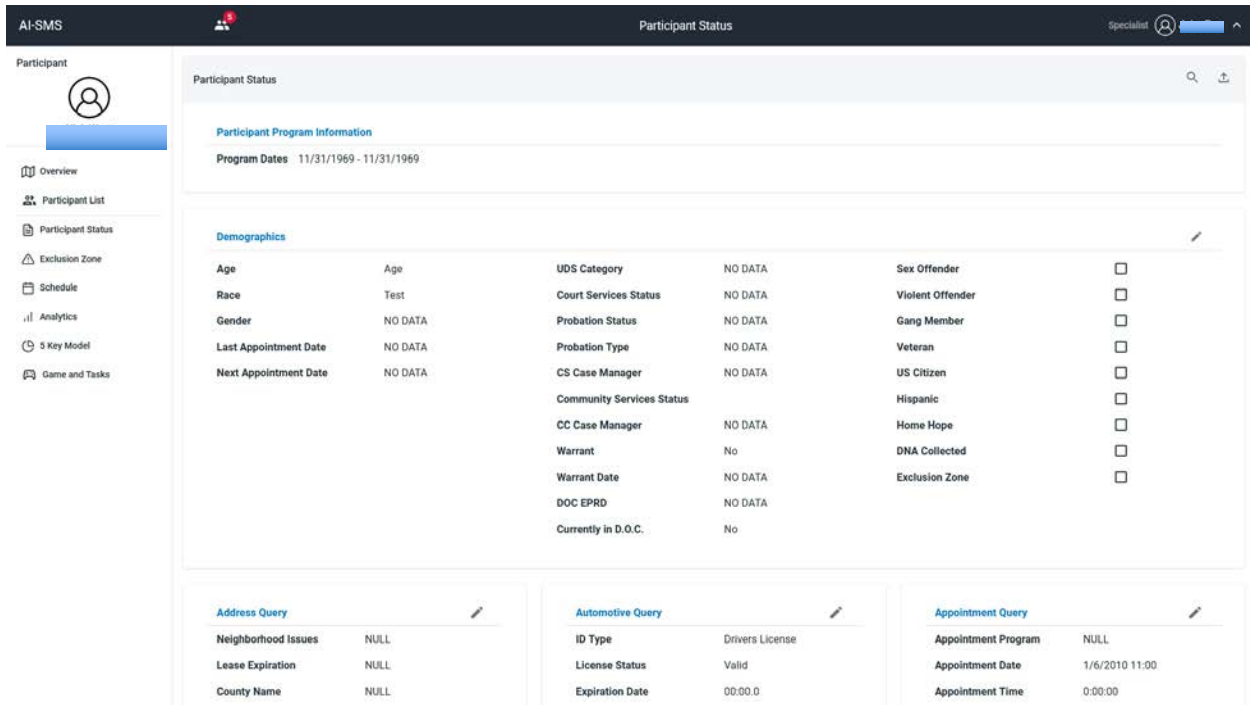 AI-SMS
5
Participant Status
Specialist
Participant
Overview
Participant List
Participant Status
Exclusion Zone
Schedule
Analytics
5 Key Model
Game and Tasks
Participant Status
Participant Program Information
Program Dates 11/31/1969 - 11/31/1969
Demographics
Age Age
Race Test
Gender NO DATA
Last Appointment Date NO DATA
Next Appointment Date NO DATA
UDS Category NO DATA
Court Services Status NO DATA
Probation Status NO DATA
Probation Type NO DATA
CS Case Manager NO DATA
Community Services Status
CC Case Manager NO DATA
Warrant No
Warrant Date NO DATA
DOC EPRD NO DATA
Currently in D.O.C. No
Sex Offender
Violent Offender
Gang Member
Veteran
US Citizen
Hispanic
Home Hope
DNA Collected
Exclusion Zone
Address Query
Neighborhood Issues NULL
Lease Expiration NULL
County Name NULL
Automotive Query
ID Type Drivers License
License Status Valid
Expiration Date 00:00.0
Appointment Query
Appointment Program NULL
Appointment Date 1/6/2010 11:00
Appointment Time 0:00:00